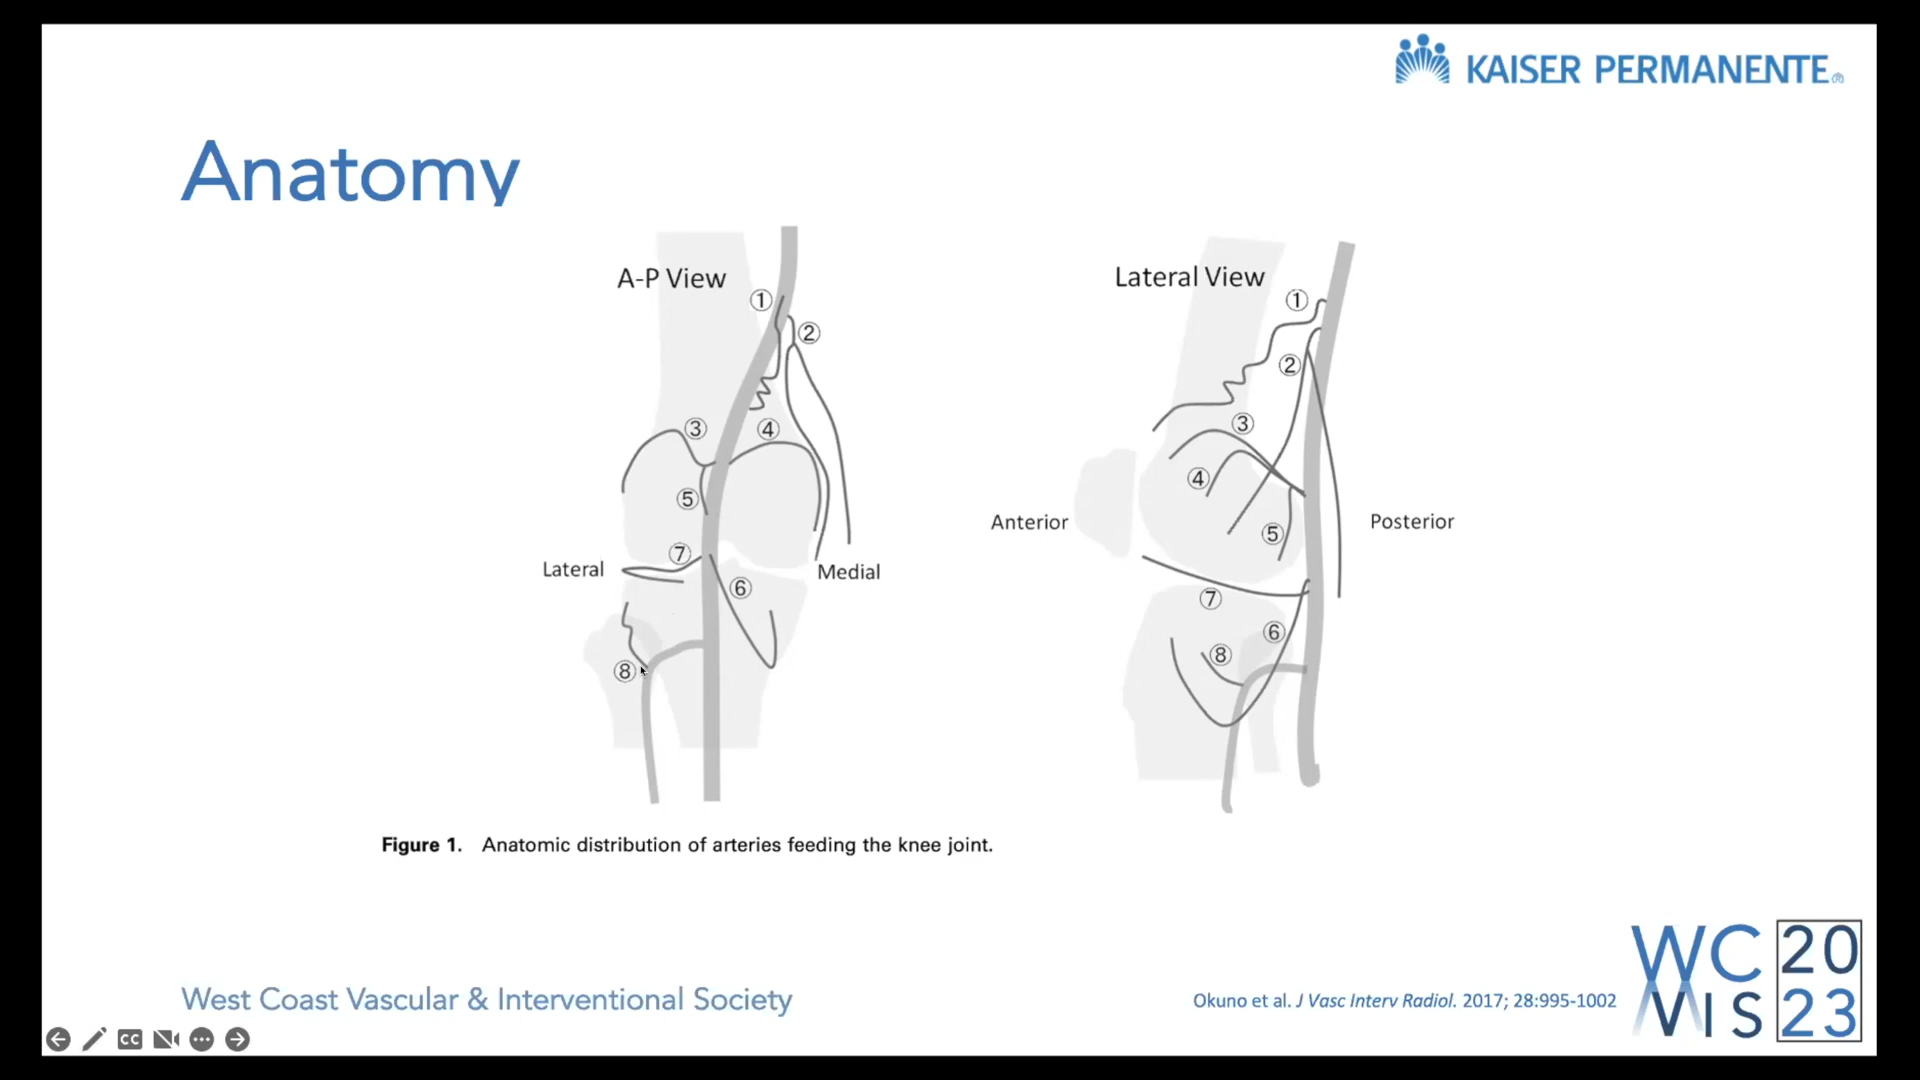 KAISER PERMANENTE®
Anatomy
A-P View
①
②
③
④
⑤
⑦
⑥
⑧
Lateral
Medial
Lateral View
①
②
③
④
⑤
⑦
⑥
⑧
Anterior
Posterior
Figure 1. Anatomic distribution of arteries feeding the knee joint.
West Coast Vascular & Interventional Society
Okuno et al. J Vasc Interv Radiol. 2017; 28:995-1002
WC 20
VIS 23
CC